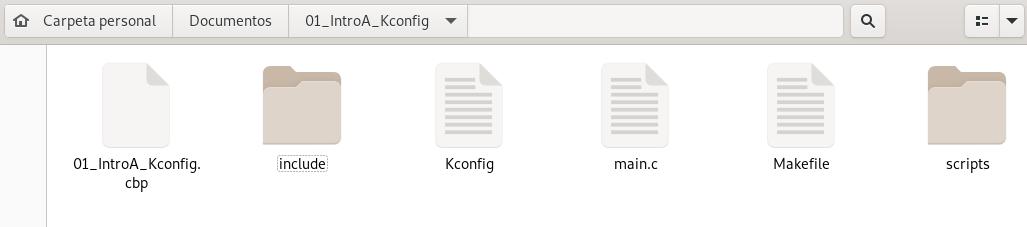 Carpeta personal
Documentos
01_IntroA_Kconfig
01_IntroA_Kconfig.
cbp
include
Kconfig
main.c
Makefile
scripts